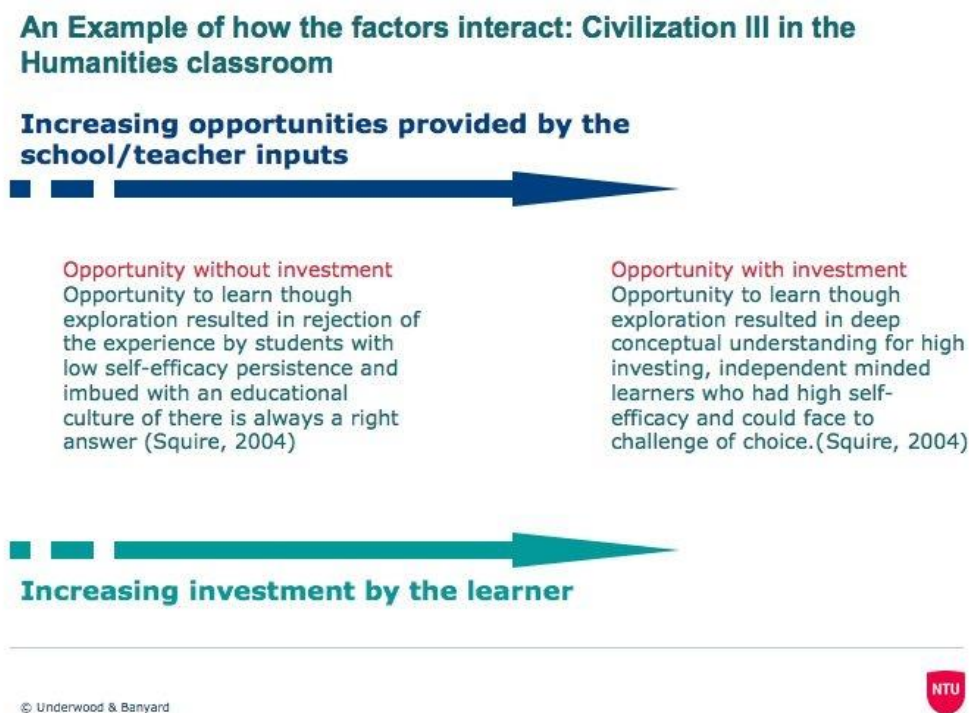 An Example of how the factors interact: Civilization III in the
Humanities classroom
Increasing opportunities provided by the
school/teacher inputs
Opportunity without investment
Opportunity to learn though
exploration resulted in rejection of
the experience by students with
low self-efficacy persistence and
imbued with an educational
culture of there is always a right
answer (Squire, 2004)
Opportunity with investment
Opportunity to learn though
exploration resulted in deep
conceptual understanding for high
investing, independent minded
learners who had high self-
efficacy and could face to
challenge of choice.(Squire, 2004)
Increasing investment by the learner
© Underwood & Banyard
NTU